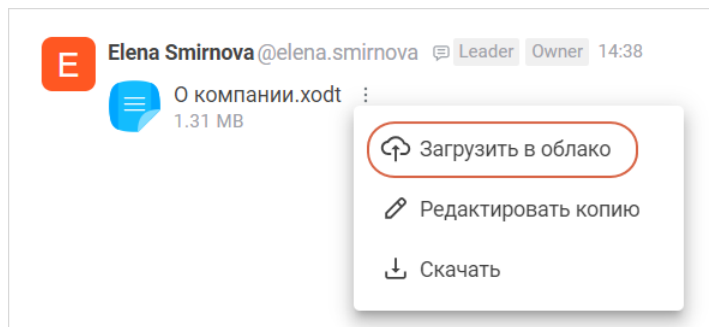 E
Elena Smirnova @elena.smirnova Leader Owner 14:38
О компании.xodt
1.31 MB
Загрузить в облако
Редактировать копию
Скачать